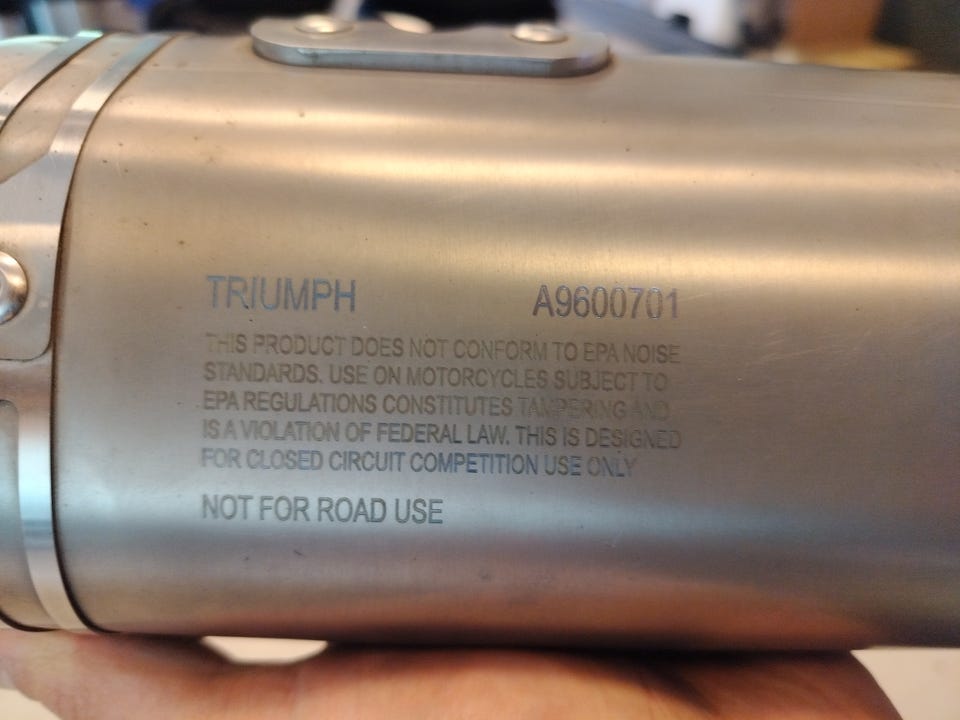 TRIUMPH A9600701
THIS PRODUCT DOES NOT CONFORM TO EPA NOISE
STANDARDS. USE ON MOTORCYCLES SUBJECT TO
EPA REGULATIONS CONSTITUTES TAMPERING AND
IS A VIOLATION OF FEDERAL LAW. THIS IS DESIGNED
FOR CLOSED CIRCUIT COMPETITION USE ONLY
NOT FOR ROAD USE